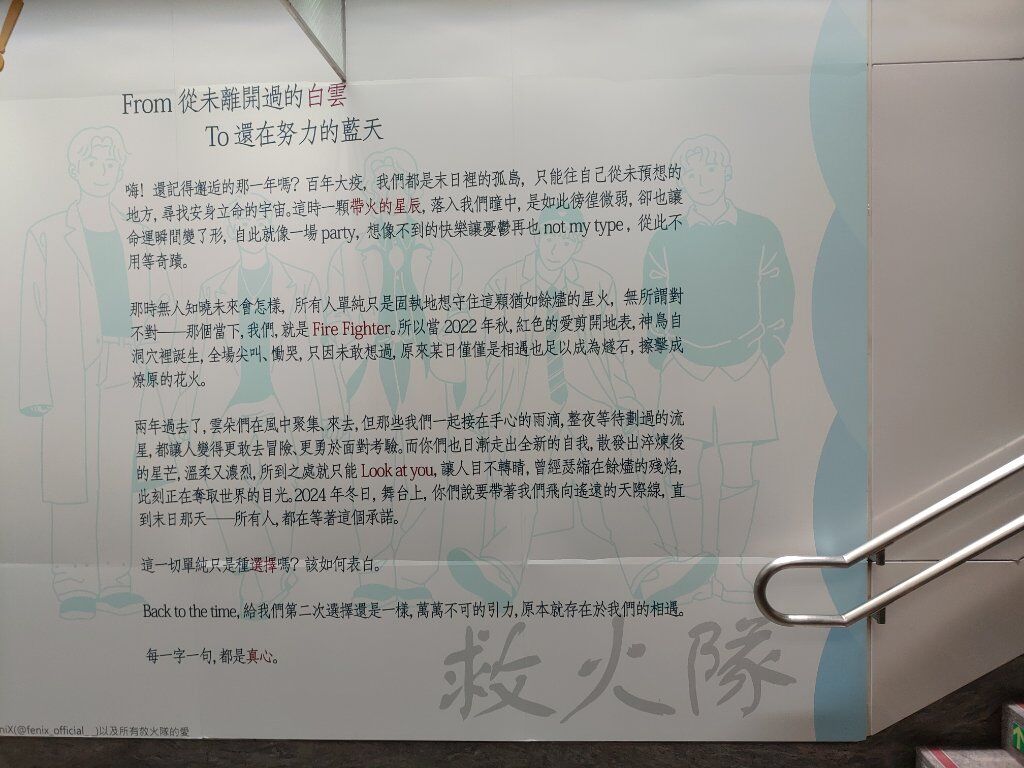 From 從未離開過的白雲
To 還在努力的藍天
嗨！還記得邂逅的那一年嗎？百年大疫，我們都是末日裡的孤島，只能往自己從未預想的
地方，尋找安身立命的宇宙。這時一顆帶火的星辰，落入我們瞳中，是如此徬徨微弱，卻也讓
命運瞬間變了形，自此就像一場 party，想像不到的快樂讓憂鬱再也 not my type，從此不
用等奇蹟。
那時無人知曉未來會怎樣，所有人單純只是固執地想守住這顆猶如餘燼的星火，無所謂對
不對——那個當下，我們，就是 Fire Fighter。所以當 2022 年秋，紅色的愛剪開地表，神鳥自
洞穴裡誕生，全場尖叫、慟哭，只因未敢想過，原來某日僅僅是相遇也足以成為燧石，擦擊成
燎原的花火。
兩年過去了，雲朵們在風中聚集、來去，但那些我們一起接在手心的雨滴，整夜等待劃過的流
星，都讓人變得更敢去冒險、更勇於面對考驗。而你們也日漸走出全新的自我，散發出淬煉後
的星芒，溫柔又濃烈，所到之處就只能 Look at you，讓人目不轉睛，曾經瑟縮在餘燼的殘焰，
此刻正在奪取世界的目光。2024 年冬日，舞台上，你們說要帶著我們飛向遙遠的天際線，直
到末日那天——所有人，都在等著這個承諾。
這一切單純只是種選擇嗎？該如何表白。
Back to the time, 給我們第二次選擇還是一樣，萬萬不可的引力，原本就存在於我們的相遇。
每一字一句，都是真心。
救火隊
niX(@fenix_official__)以及所有救火隊的愛